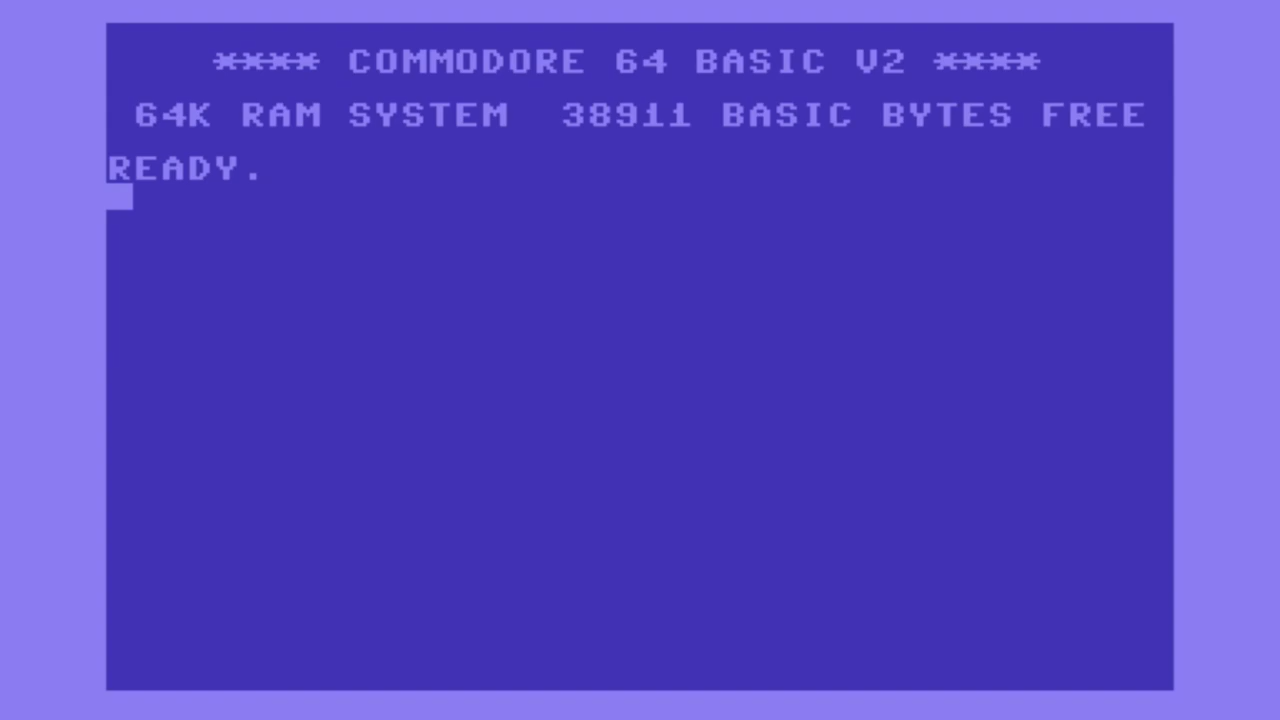 **** COMMODORE 64 BASIC V2 ****
64K RAM SYSTEM  38911 BASIC BYTES FREE
READY.